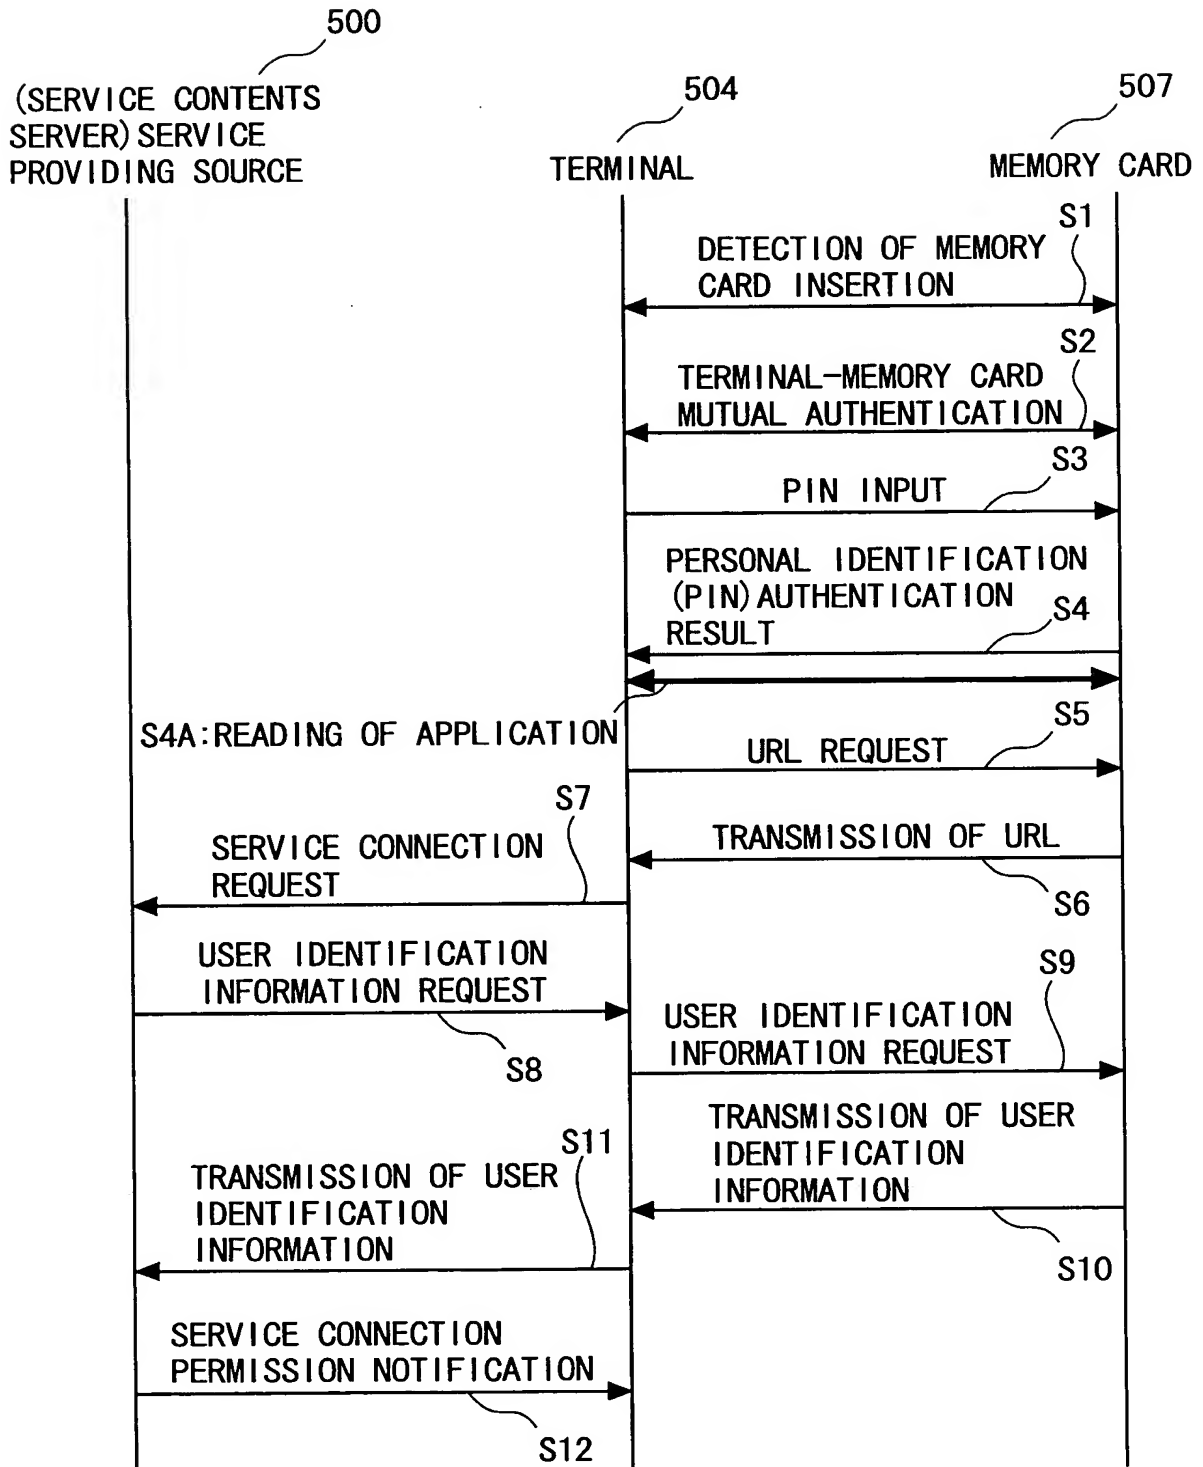 500
(SERVICE CONTENTS
SERVER)SERVICE
PROVIDING SOURCE
504
TERMINAL
507
MEMORY CARD
S1
DETECTION OF MEMORY
CARD INSERTION
S2
TERMINAL-MEMORY CARD
MUTUAL AUTHENTICATION
S3
PIN INPUT
PERSONAL IDENTIFICATION
(PIN)AUTHENTICATION
RESULT
S4
S4A:READING OF APPLICATION
S5
URL REQUEST
S7
SERVICE CONNECTION
REQUEST
TRANSMISSION OF URL
S6
USER IDENTIFICATION
INFORMATION REQUEST
S8
S9
USER IDENTIFICATION
INFORMATION REQUEST
TRANSMISSION OF USER
IDENTIFICATION
INFORMATION
S10
S11
TRANSMISSION OF USER
IDENTIFICATION
INFORMATION
SERVICE CONNECTION
PERMISSION NOTIFICATION
S12